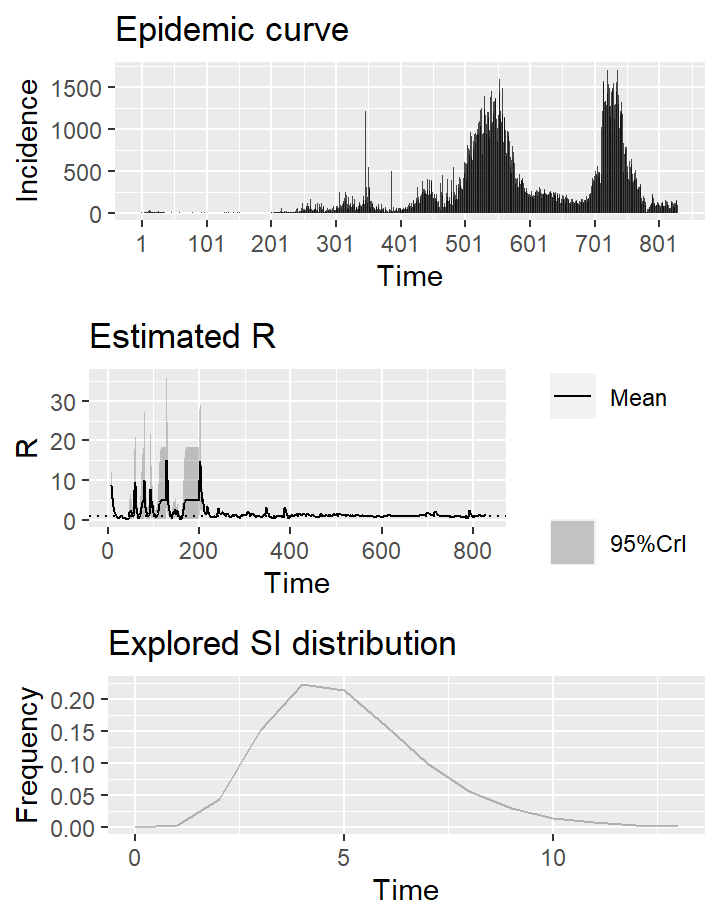 Epidemic curve
Incidence
1500
1000
500
0
1 101 201 301 401 501 601 701 801
Time
Estimated R
R
30
20
10
0
0 200 400 600 800
Time
Mean
95%CrI
Explored SI distribution
Frequency
0.20
0.15
0.10
0.05
0.00
0 5 10
Time